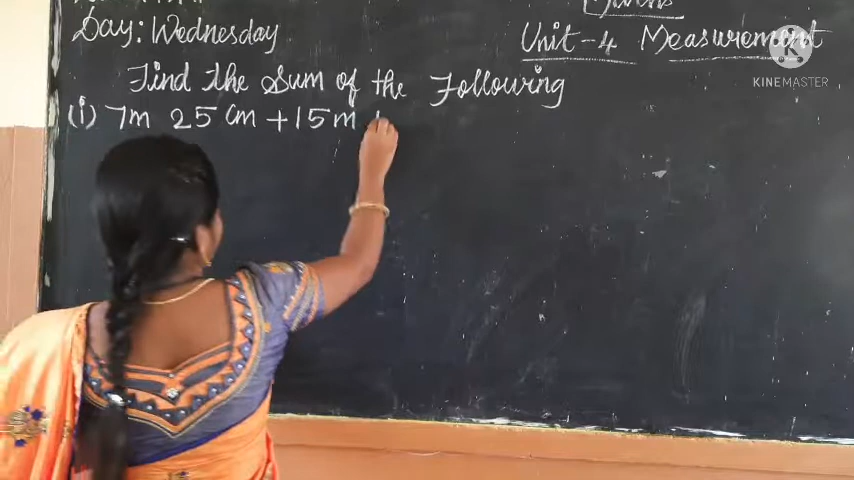 Day: Wednesday
Unit-4 Measurement
Find the Sum of the Following
(i) 7m 25 Cm + 15m
KINEMASTER